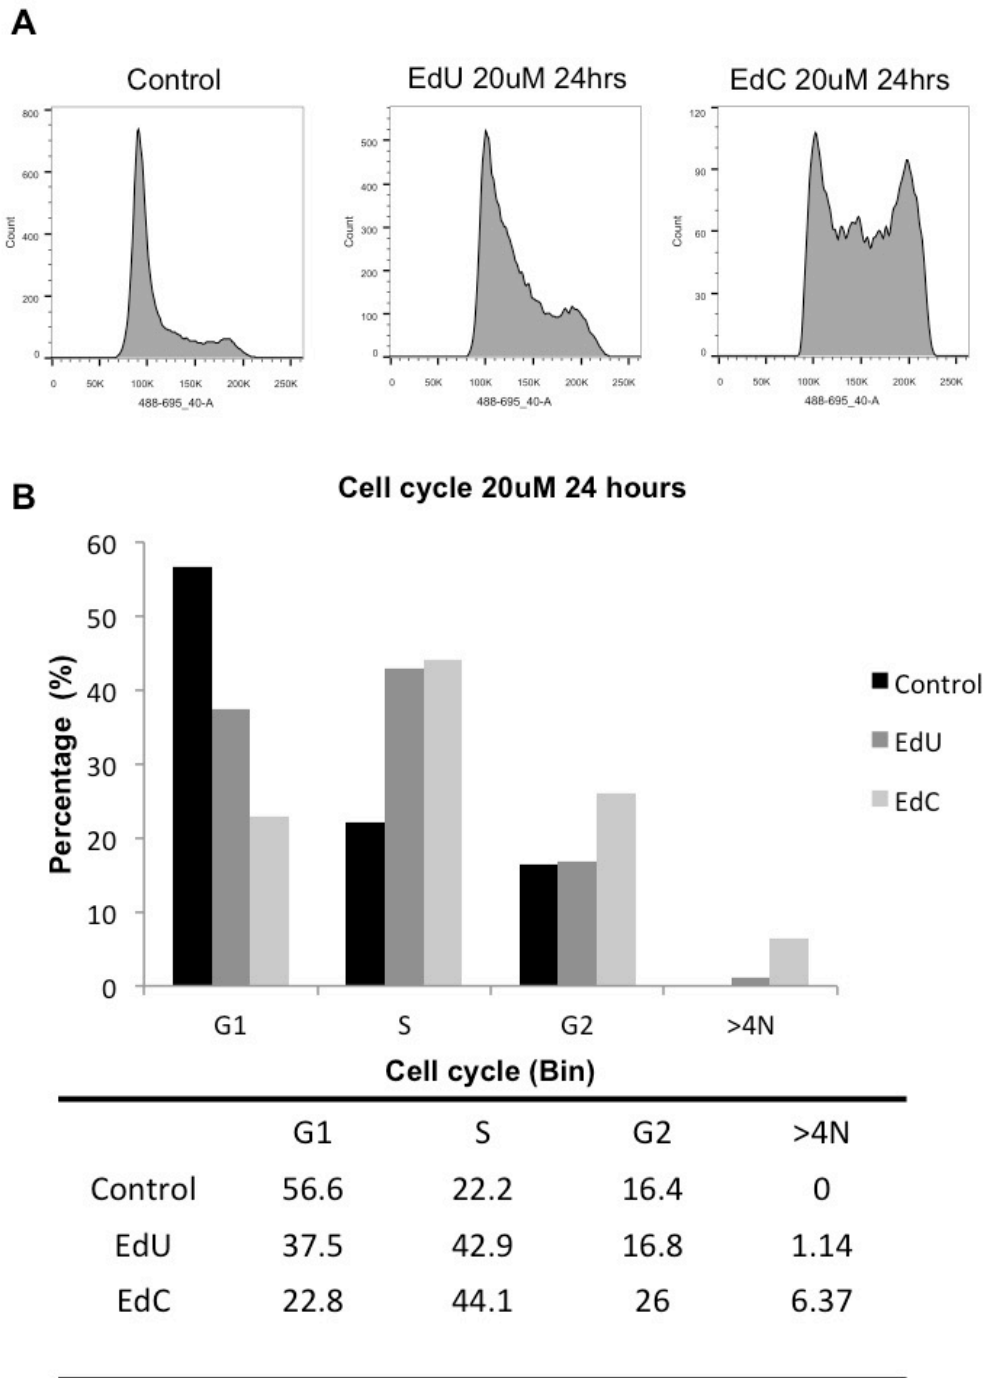 A
Control
EdU 20uM 24hrs
EdC 20uM 24hrs
800
600
400
200
0
Count
0 50K 100K 150K 200K 250K
488-695_40-A
500
400
300
200
100
0
Count
0 50K 100K 150K 200K 250K
488-695_40-A
120
90
60
30
0
Count
0 50K 100K 150K 200K 250K
488-695_40-A
B
Cell cycle 20uM 24 hours
60
50
40
30
20
10
0
Percentage (%)
G1 S G2 >4N
Cell cycle (Bin)
Control
EdU
EdC
G1 S G2 >4N
Control 56.6 22.2 16.4 0
EdU 37.5 42.9 16.8 1.14
EdC 22.8 44.1 26 6.37